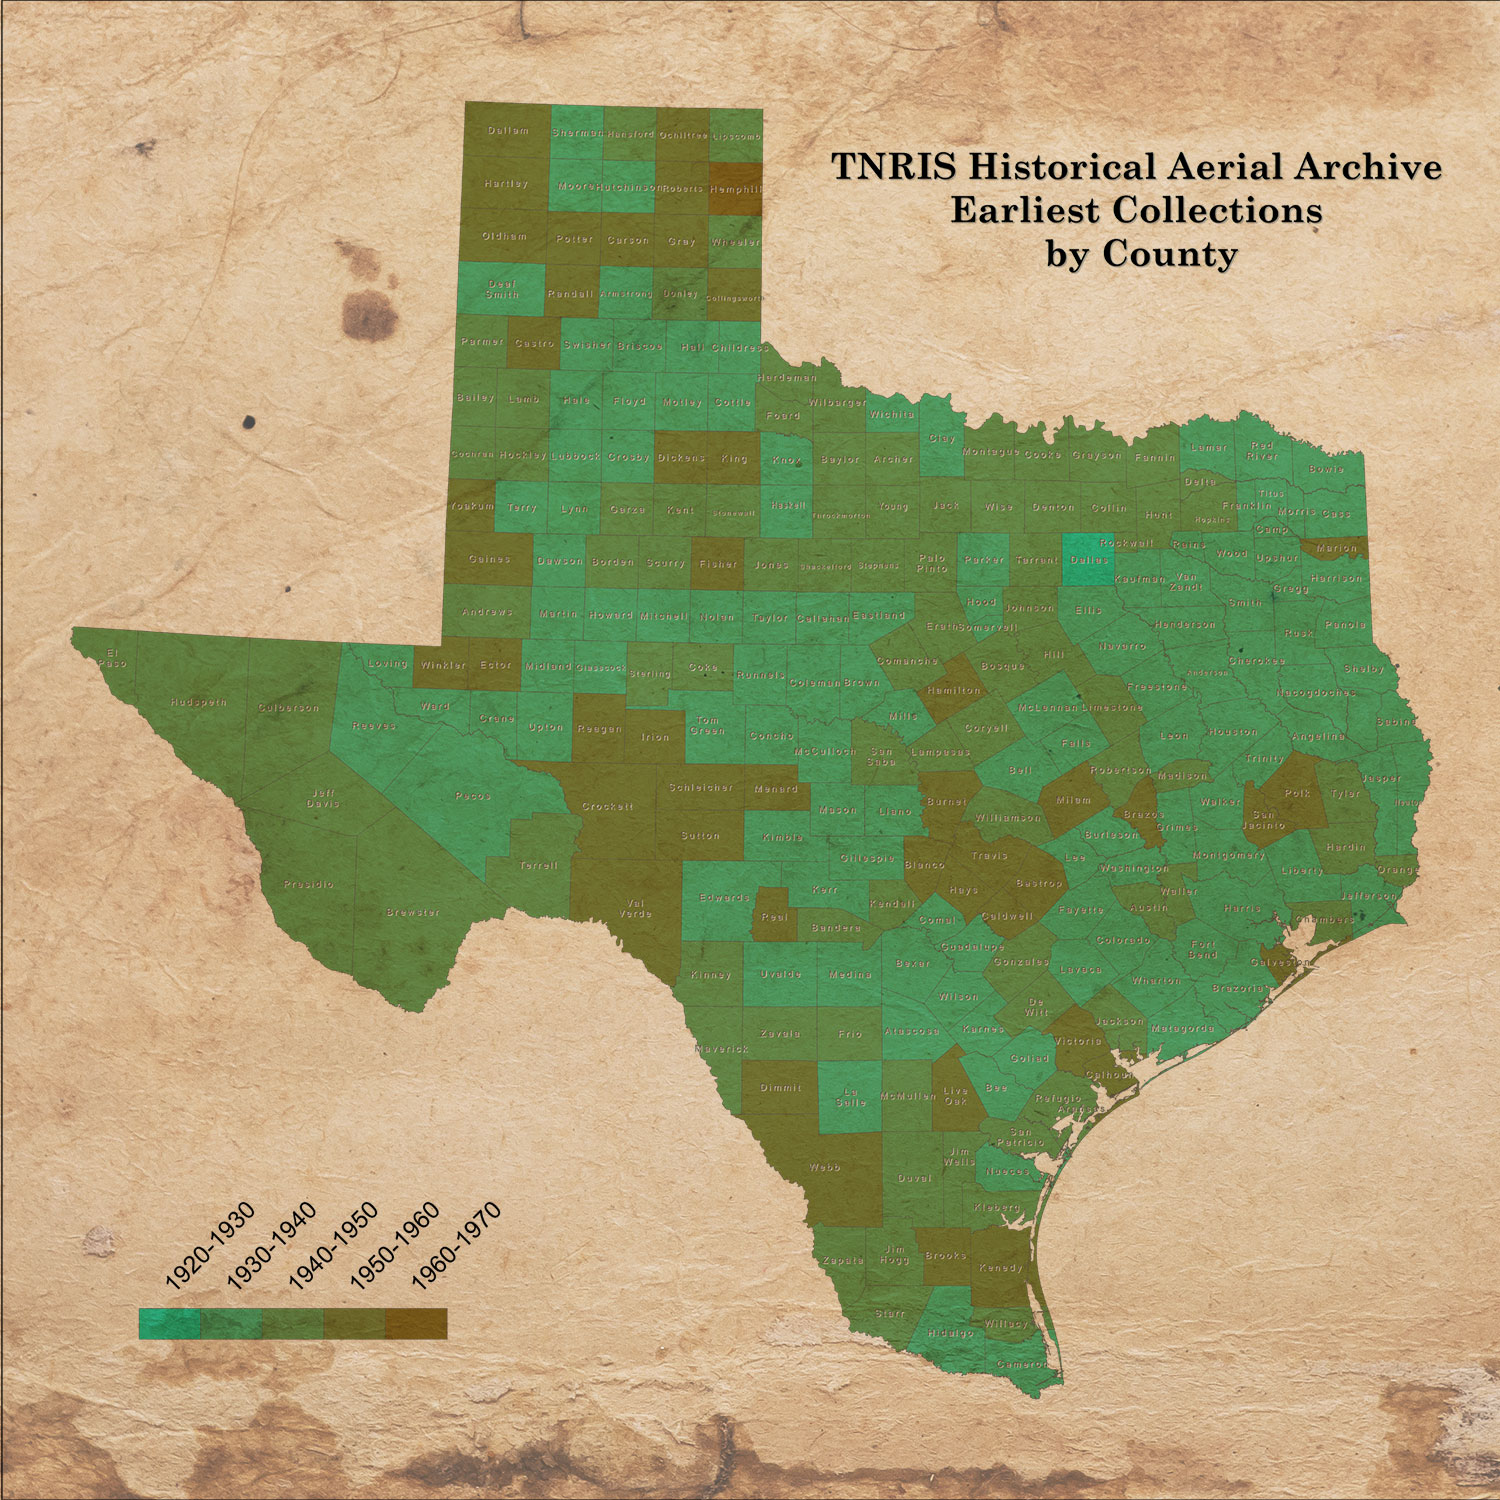 TNRIS Historical Aerial Archive
Earliest Collections
by County
Dallam
Sherman
Hansford
Ochiltree
Lipscomb
Hartley
Moore
Hutchinson
Roberts
Hemphill
Oldham
Potter
Carson
Gray
Wheeler
Deaf
Smith
Randall
Armstrong
Donley
Collingsworth
Parmer
Castro
Swisher
Briscoe
Hall
Childress
Hardeman
Bailey
Lamb
Hale
Floyd
Motley
Cottle
Foard
Wilbarger
Wichita
Clay
Cochran
Hockley
Lubbock
Crosby
Dickens
King
Knox
Baylor
Archer
Montague
Cooke
Grayson
Fannin
Lamar
Red
River
Bowie
Delta
Yoakum
Terry
Lynn
Garza
Kent
Stonewall
Haskell
Throckmorton
Young
Jack
Wise
Denton
Collin
Hunt
Hopkins
Franklin
Titus
Morris
Cass
Camp
Gaines
Dawson
Borden
Scurry
Fisher
Jones
Shackelford
Stephens
Palo
Pinto
Parker
Tarrant
Dallas
Rockwall
Kaufman
Rains
Van
Zandt
Wood
Upshur
Marion
Harrison
Gregg
Smith
Andrews
Martin
Howard
Mitchell
Nolan
Taylor
Callahan
Eastland
Erath
Hood
Somervell
Johnson
Ellis
Henderson
Rusk
Panola
El
Paso
Loving
Winkler
Ector
Midland
Glasscock
Sterling
Coke
Runnels
Coleman
Brown
Comanche
Hamilton
Bosque
Hill
Navarro
Freestone
Anderson
Cherokee
Nacogdoches
Shelby
Hudspeth
Culberson
Reeves
Ward
Crane
Upton
Reagan
Irion
Tom
Green
Concho
McCulloch
San
Saba
Mills
Lampasas
Coryell
McLennan
Limestone
Falls
Leon
Houston
Angelina
Sabine
Jeff
Davis
Pecos
Crockett
Schleicher
Menard
Mason
Llano
Burnet
Bell
Milam
Robertson
Madison
Trinity
Polk
Tyler
Jasper
Newton
Sutton
Kimble
Gillespie
Blanco
Williamson
Travis
Burleson
Brazos
Grimes
Walker
San
Jacinto
Hardin
Terrell
Presidio
Brewster
Val
Verde
Edwards
Kerr
Real
Kendall
Bandera
Hays
Bastrop
Lee
Washington
Montgomery
Liberty
Orange
Jefferson
Comal
Caldwell
Fayette
Austin
Waller
Harris
Chambers
Kinney
Uvalde
Medina
Bexar
Guadalupe
Gonzales
Lavaca
Colorado
Fort
Bend
Galveston
Wilson
Wharton
Brazoria
Maverick
Zavala
Frio
Atascosa
Karnes
De
Witt
Jackson
Matagorda
Victoria
Calhoun
Goliad
Dimmit
La
Salle
McMullen
Live
Oak
Bee
Refugio
Aransas
San
Patricio
Webb
Duval
Jim
Wells
Nueces
Kleberg
Zapata
Jim
Hogg
Brooks
Kenedy
Starr
Hidalgo
Willacy
Cameron
1920-1930
1930-1940
1940-1950
1950-1960
1960-1970